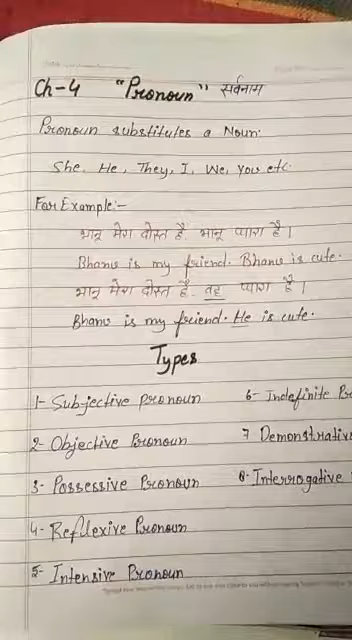 Ch-4 "Pronoun" सर्वनाम
Pronoun substitutes a Noun.
She, He, They, I, We, You etc.
For Example:-
भानू मेरा दोस्त है. भानू प्यारा है।
Bhanu is my friend. Bhanu is cute.
भानू मेरा दोस्त है. वह प्यारा है।
Bhanu is my friend. He is cute.
Types
1- Subjective pronoun
2- Objective Pronoun
3- Possessive Pronoun
4- Reflexive Pronoun
5- Intensive Pronoun
6- Indefinite Pr
7 Demonstrative
8- Interrogative